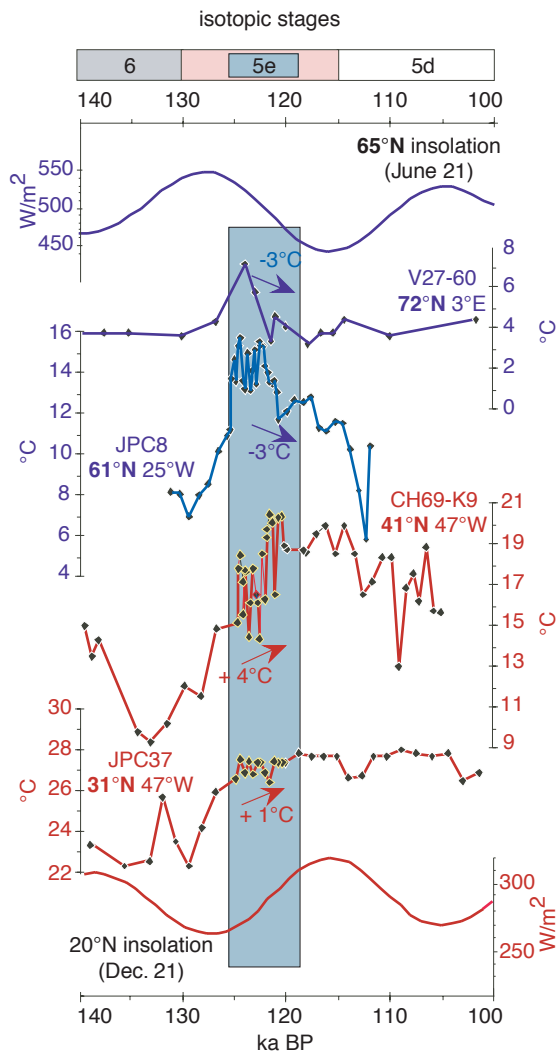 isotopic stages
6 5e 5d
140 130 120 110 100
65°N insolation
(June 21)
W/m2
550
500
450
-3°C
V27-60
72°N 3°E
8
6
4
2
0
°C
16
14
12
10
8
6
4
°C
JPC8
61°N 25°W
-3°C
CH69-K9
41°N 47°W
21
19
17
15
13
11
9
°C
+ 4°C
30
28
26
24
22
°C
JPC37
31°N 47°W
+ 1°C
20°N insolation
(Dec. 21)
300
250
W/m2
140 130 120 110 100
ka BP